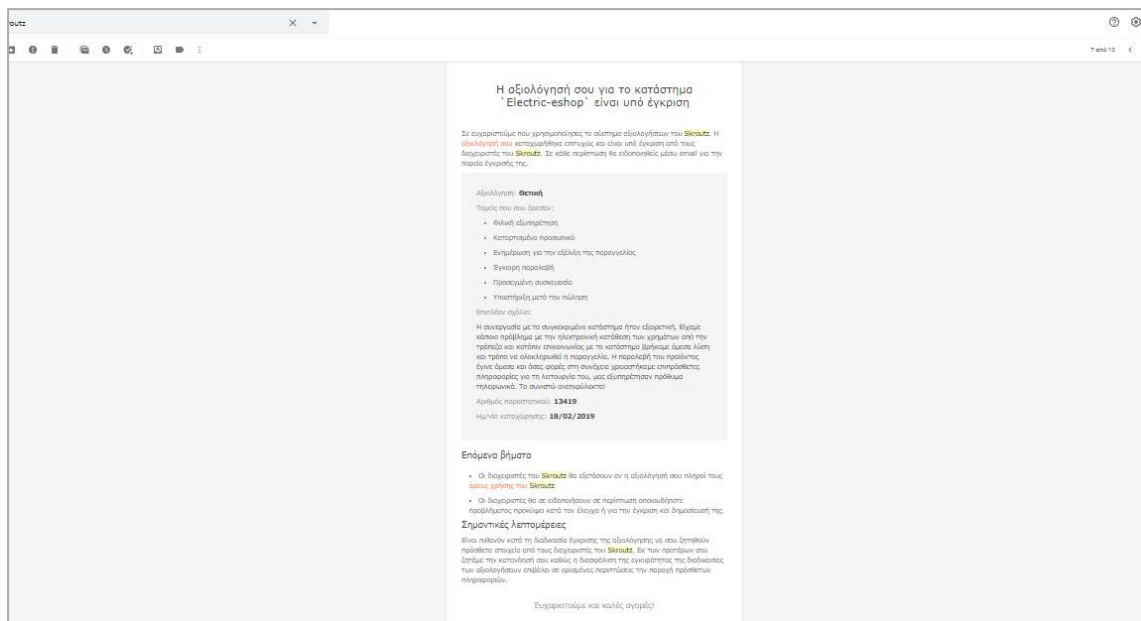 routz
7 από 10
Η αξιολόγησή σου για το κατάστημα
`Electric-eshop` είναι υπό έγκριση
Σε ευχαριστούμε που χρησιμοποίησες το σύστημα αξιολογήσεων του Skroutz. Η
αξιολόγησή σου καταχωρήθηκε επιτυχώς και είναι υπό έγκριση από τους
διαχειριστές του Skroutz. Σε κάθε περίπτωση θα ειδοποιηθείς μέσω email για την
πορεία έγκρισής της.
Αξιολόγηση: Θετική
Τομείς που σου άρεσαν:
• Φιλική εξυπηρέτηση
• Καταρτισμένο προσωπικό
• Ενημέρωση για την εξέλιξη της παραγγελίας
• Έγκαιρη παραλαβή
• Προσεγμένη συσκευασία
• Υποστήριξη μετά την πώληση
Επιπλέον σχόλια:
Η συνεργασία με το συγκεκριμένο κατάστημα ήταν εξαιρετική. Είχαμε
κάποιο πρόβλημα με την ηλεκτρονική κατάθεση των χρημάτων από την
τράπεζα και κατόπιν επικοινωνίας με το κατάστημα βρήκαμε άμεσα λύση
και τρόπο να ολοκληρωθεί η παραγγελία. Η παραλαβή του προϊόντος
έγινε άμεσα και όσες φορές στη συνέχεια χρειαστήκαμε επιπρόσθετες
πληροφορίες για τη λειτουργία του, μας εξυπηρέτησαν πρόθυμα
τηλεφωνικά. Το συνιστώ ανεπιφύλακτα!
Αριθμός παραστατικού: 13419
Ημ/νία καταχώρησης: 18/02/2019
Επόμενα βήματα
• Οι διαχειριστές του Skroutz θα εξετάσουν αν η αξιολόγησή σου πληροί τους
όρους χρήσης του Skroutz
• Οι διαχειριστές θα σε ειδοποιήσουν σε περίπτωση οποιουδήποτε
προβλήματος προκύψει κατά τον έλεγχο ή για την έγκριση και δημοσίευσή της.
Σημαντικές λεπτομέρειες
Είναι πιθανόν κατά τη διαδικασία έγκρισης της αξιολόγησης να σου ζητηθούν
πρόσθετα στοιχεία από τους διαχειριστές του Skroutz. Εκ των προτέρων σου
ζητάμε την κατανόησή σου καθώς η διασφάλιση της εγκυρότητας της διαδικασίας
των αξιολογήσεων επιβάλει σε ορισμένες περιπτώσεις την παροχή πρόσθετων
πληροφοριών.
Ευχαριστούμε και καλές αγορές!